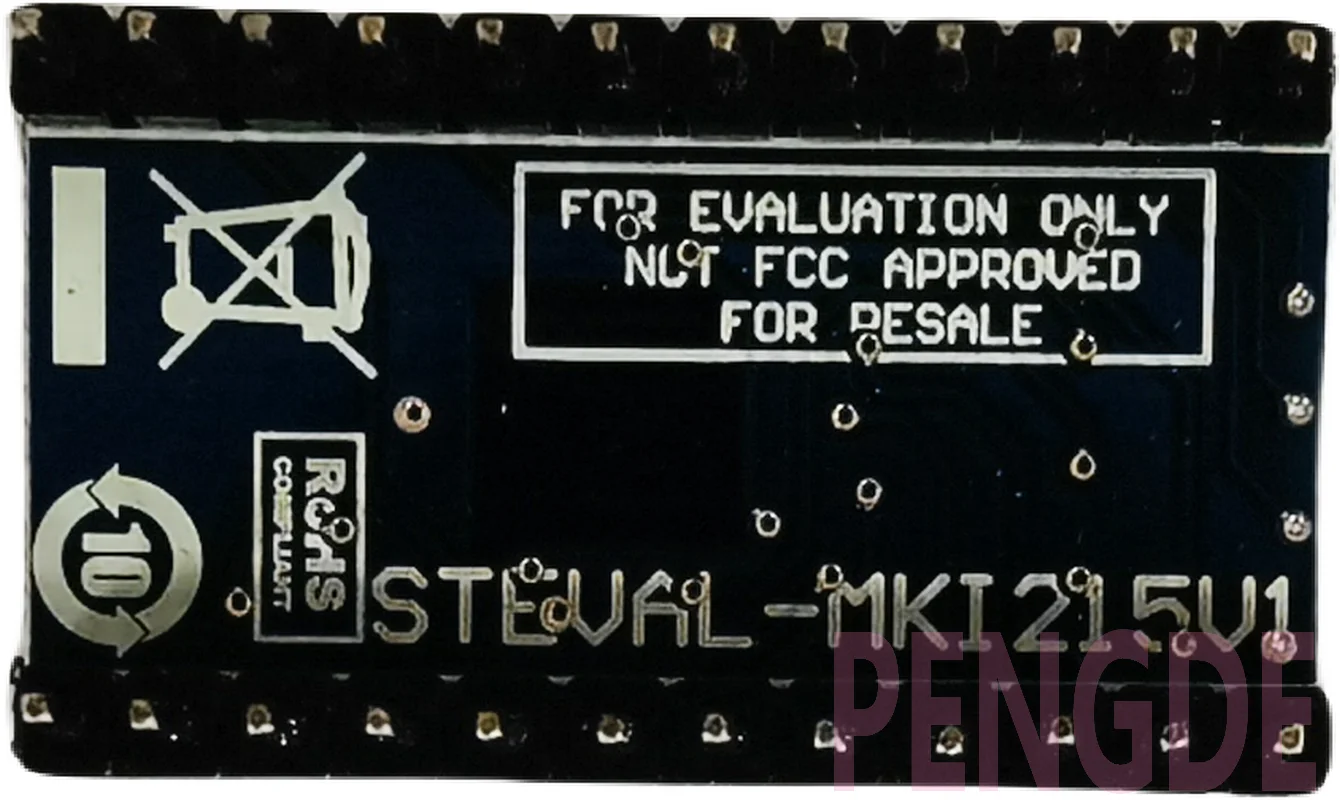 FOR EVALUATION ONLY
NOT FCC APPROVED
FOR RESALE
RoHS
COMPLIANT
10
STEVAL-MKI215V1
PENGDE